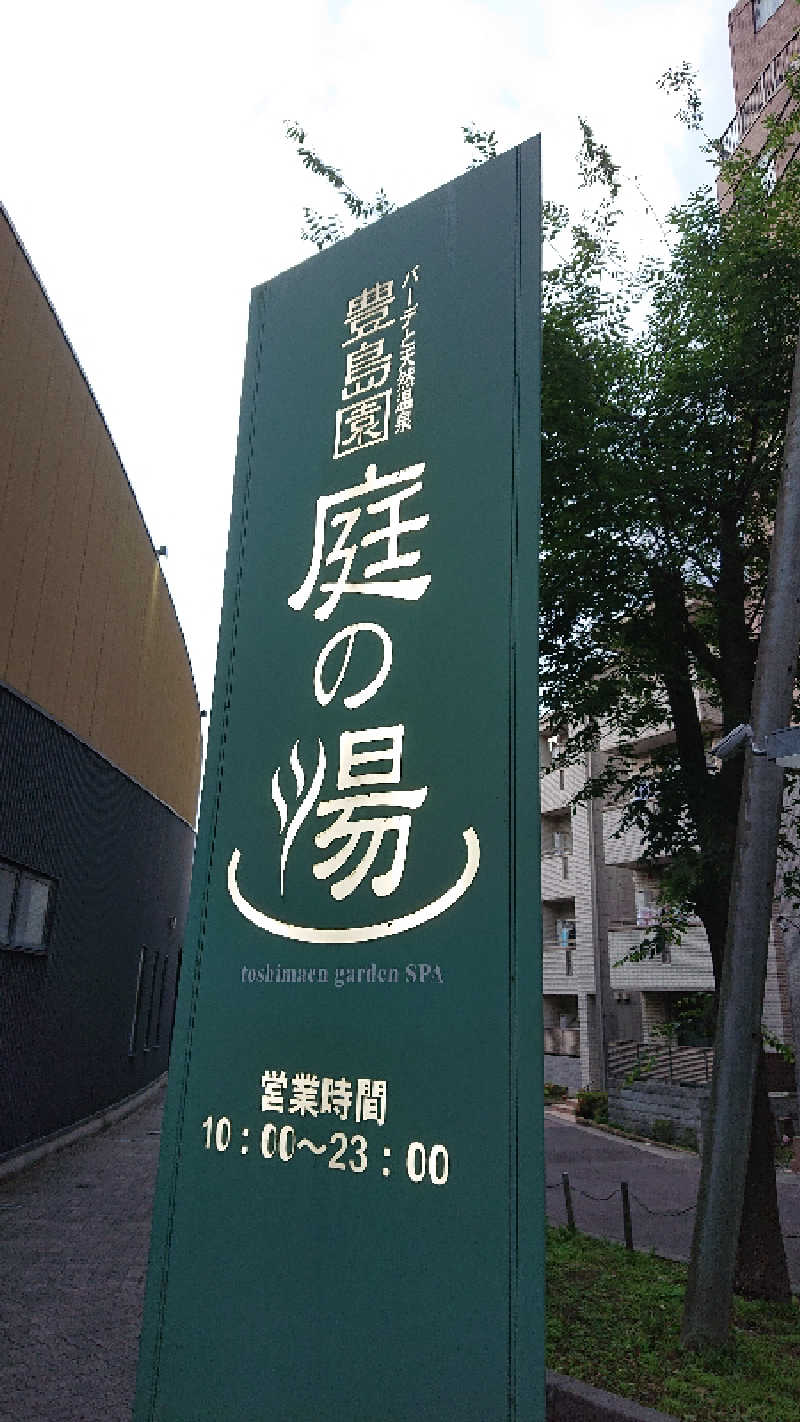 バーデと天然温泉
豊島園
庭の湯
toshimaen garden SPA
営業時間
10:00～23:00